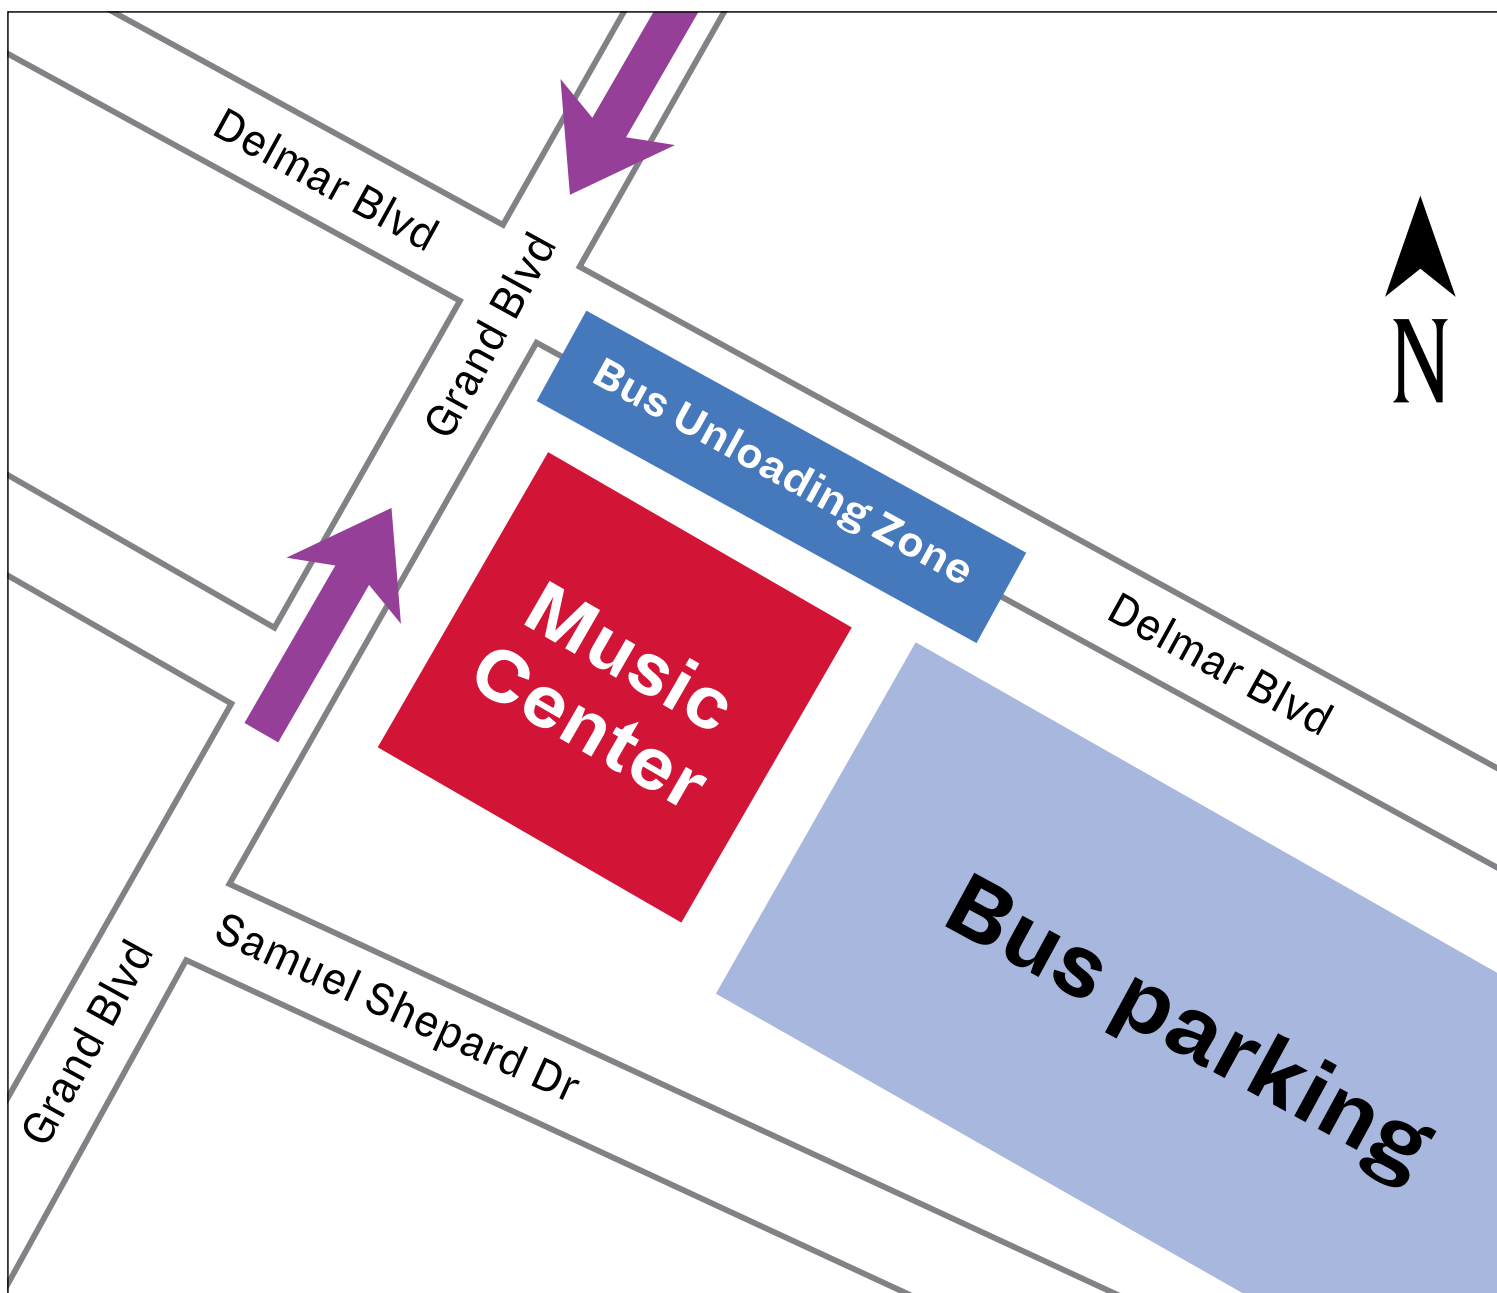 Delmar Blvd
Grand Blvd
N
Bus Unloading Zone
Music
Center
Delmar Blvd
Bus parking
Samuel Shepard Dr
Grand Blvd